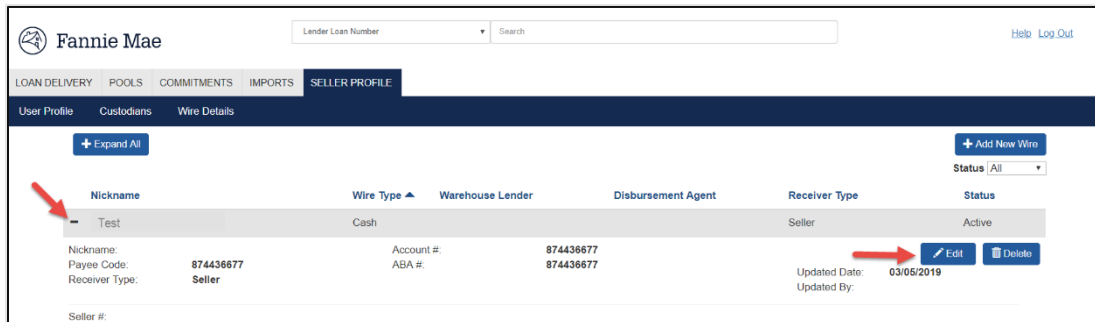 Fannie Mae
Lender Loan Number Search
Help Log Out
LOAN DELIVERY POOLS COMMITMENTS IMPORTS SELLER PROFILE
User Profile Custodians Wire Details
Expand All
Add New Wire
Status All
Nickname Wire Type Warehouse Lender Disbursement Agent Receiver Type Status
Test Cash Seller Active
Nickname: Account #: 874436677 Edit Delete
Payee Code: 874436677 ABA #: 874436677
Updated Date: 03/05/2019
Receiver Type: Seller
Updated By:
Seller #: